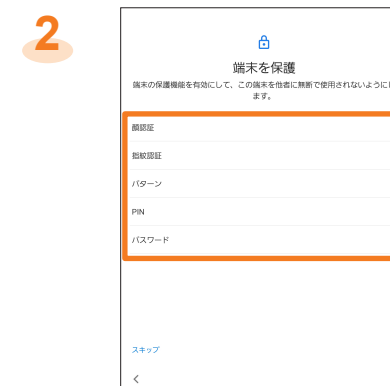 2
端末を保護
端末の保護機能を有効にして、この端末を他者に無断で使用されないように
ます。
顔認証
指紋認証
パターン
PIN
パスワード
スキップ